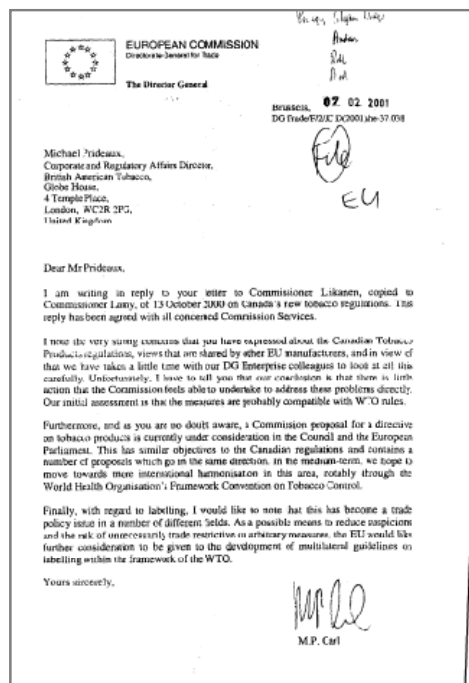 EUROPEAN COMMISSION
Directorate-General for Trade
The Director General
Brussels, 02. 02. 2001
DG Trade/F/2/JC D(2001)
File
EU
Michael Prideaux,
Corporate and Regulatory Affairs Director,
British American Tobacco,
Globe House,
4 Temple Place,
London, WC2R 2PG,
United Kingdom
Dear Mr Prideaux,
I am writing in reply to your letter to Commissioner Likanen, copied to
Commissioner Lamy, of 13 October 2000 on Canada's new tobacco regulations. This
reply has been agreed with all concerned Commission Services.
I note the very strong concerns that you have expressed about the Canadian Tobacco
Products regulations, views that are shared by other EU manufacturers, and in view of
that we have taken a little time with our DG Enterprise colleagues to look at all this
carefully. Unfortunately, I have to tell you that our conclusion is that there is little
action that the Commission feels able to undertake to address these problems directly.
Our initial assessment is that the measures are probably compatible with WTO rules.
Furthermore, and as you are no doubt aware, a Commission proposal for a directive
on tobacco products is currently under consideration in the Council and the European
Parliament. This has similar objectives to the Canadian regulations and contains a
number of proposals which go in the same direction. In the medium-term, we hope to
move towards more international harmonisation in this area, notably through the
World Health Organisation's Framework Convention on Tobacco Control.
Finally, with regard to labelling, I would like to note that this has become a trade
policy issue in a number of different fields. As a possible means to reduce suspicions
and the risk of unnecessarily trade restrictive or arbitrary measures, the EU would like
further consideration to be given to the development of multilateral guidelines on
labelling within the framework of the WTO.
Yours sincerely,
M.P. Carl